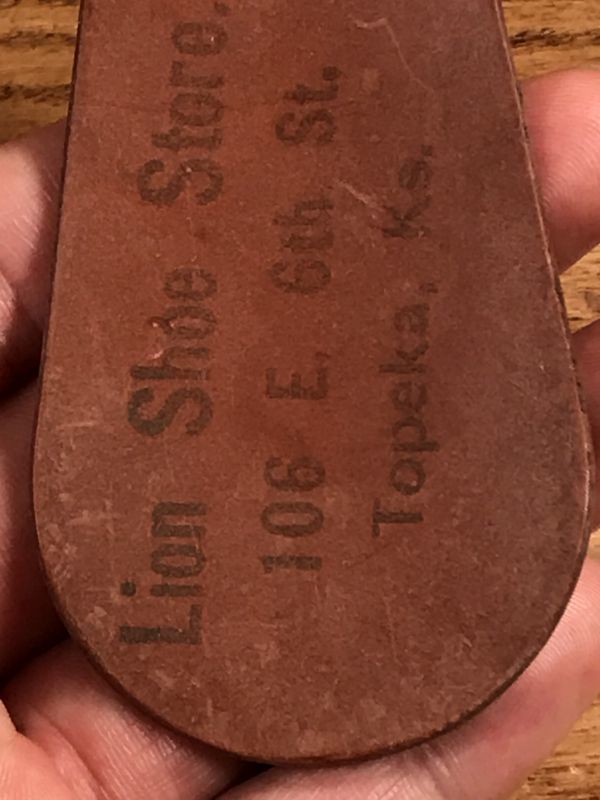 Lion Shoe Store,
106 E. 6th St,
Topeka, Ks.